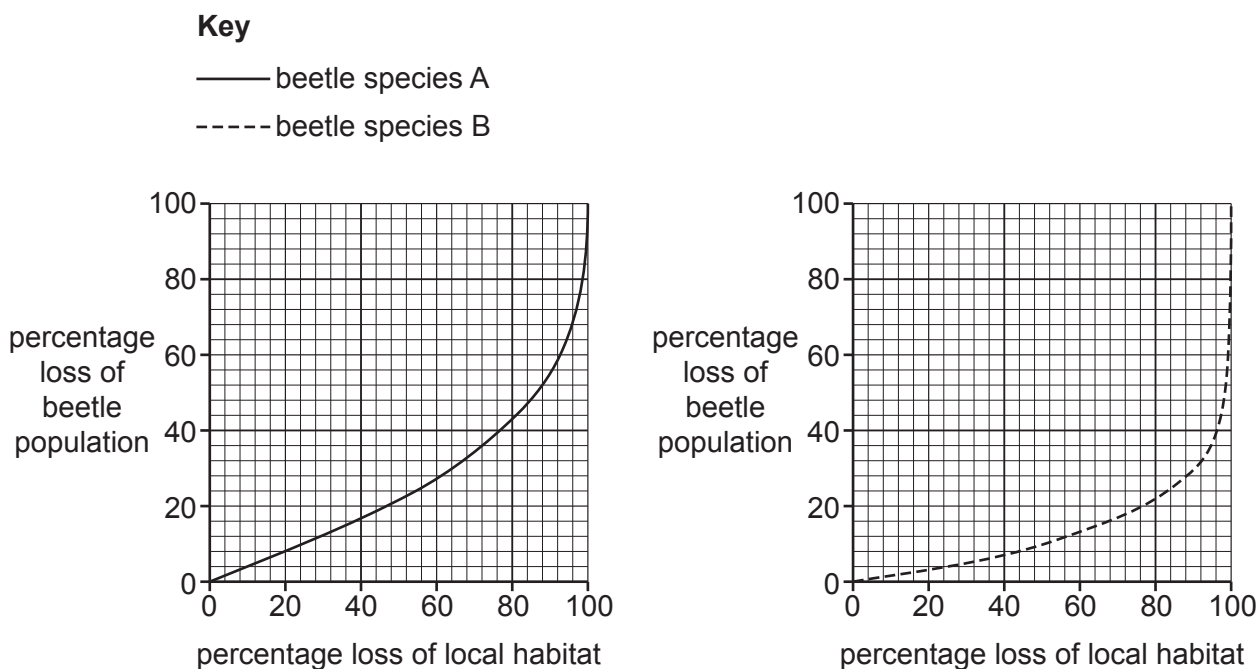 Key
beetle species A
beetle species B
100
80
60
40
20
0
percentage
loss of
beetle
population
0 20 40 60 80 100
percentage loss of local habitat
100
80
60
40
20
0
percentage
loss of
beetle
population
0 20 40 60 80 100
percentage loss of local habitat